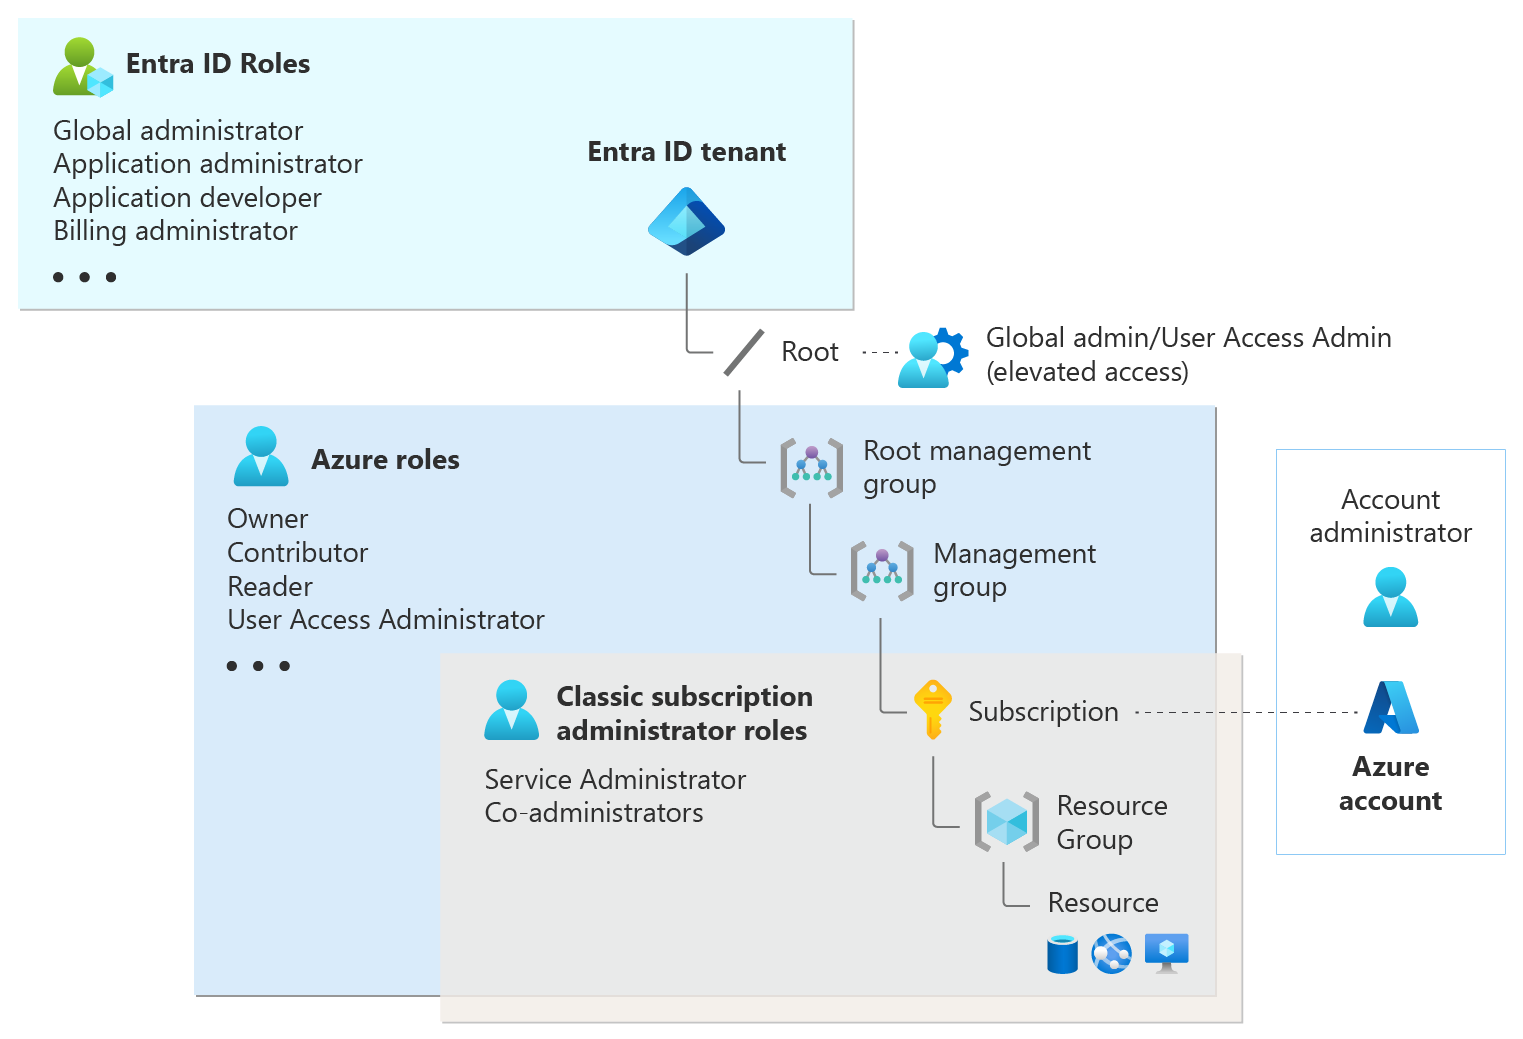 Entra ID Roles
Global administrator
Application administrator
Application developer
Billing administrator
• • •
Entra ID tenant
Root
Global admin/User Access Admin
(elevated access)
Azure roles
Owner
Contributor
Reader
User Access Administrator
• • •
Root management
group
Management
group
Classic subscription
administrator roles
Service Administrator
Co-administrators
Subscription
Resource
Group
Resource
Account
administrator
Azure
account